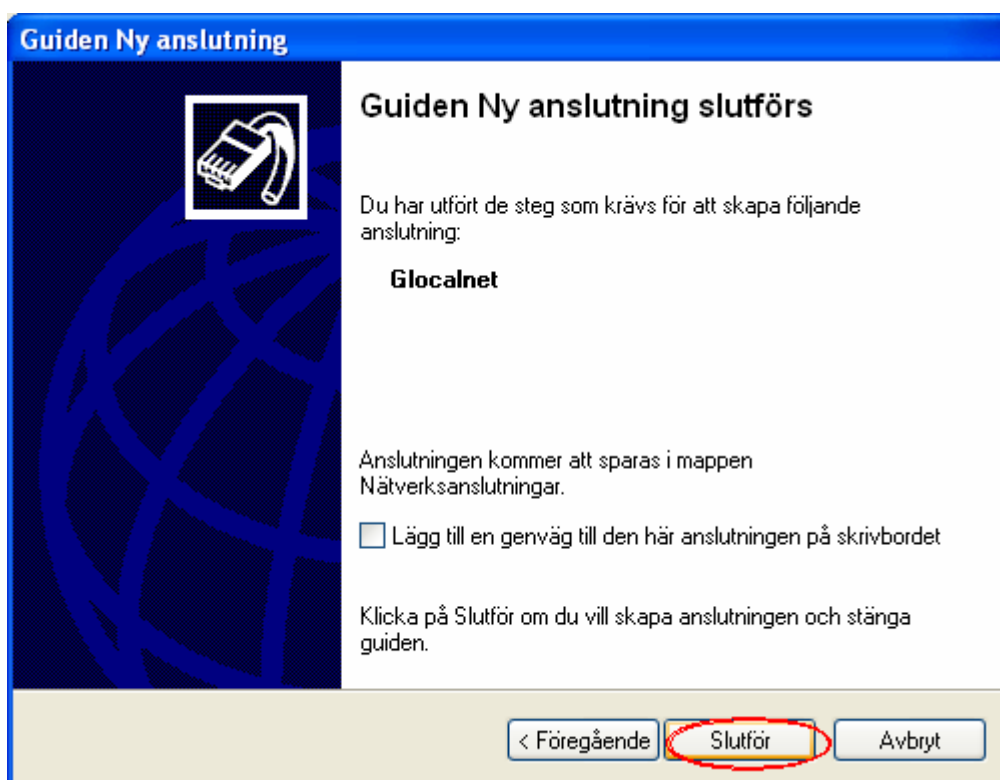 Guiden Ny anslutning
Guiden Ny anslutning slutförs
Du har utfört de steg som krävs för att skapa följande
anslutning:
Glocalnet
Anslutningen kommer att sparas i mappen
Nätverksanslutningar.
Lägg till en genväg till den här anslutningen på skrivbordet
Klicka på Slutför om du vill skapa anslutningen och stänga
guiden.
< Föregående Slutför Avbryt